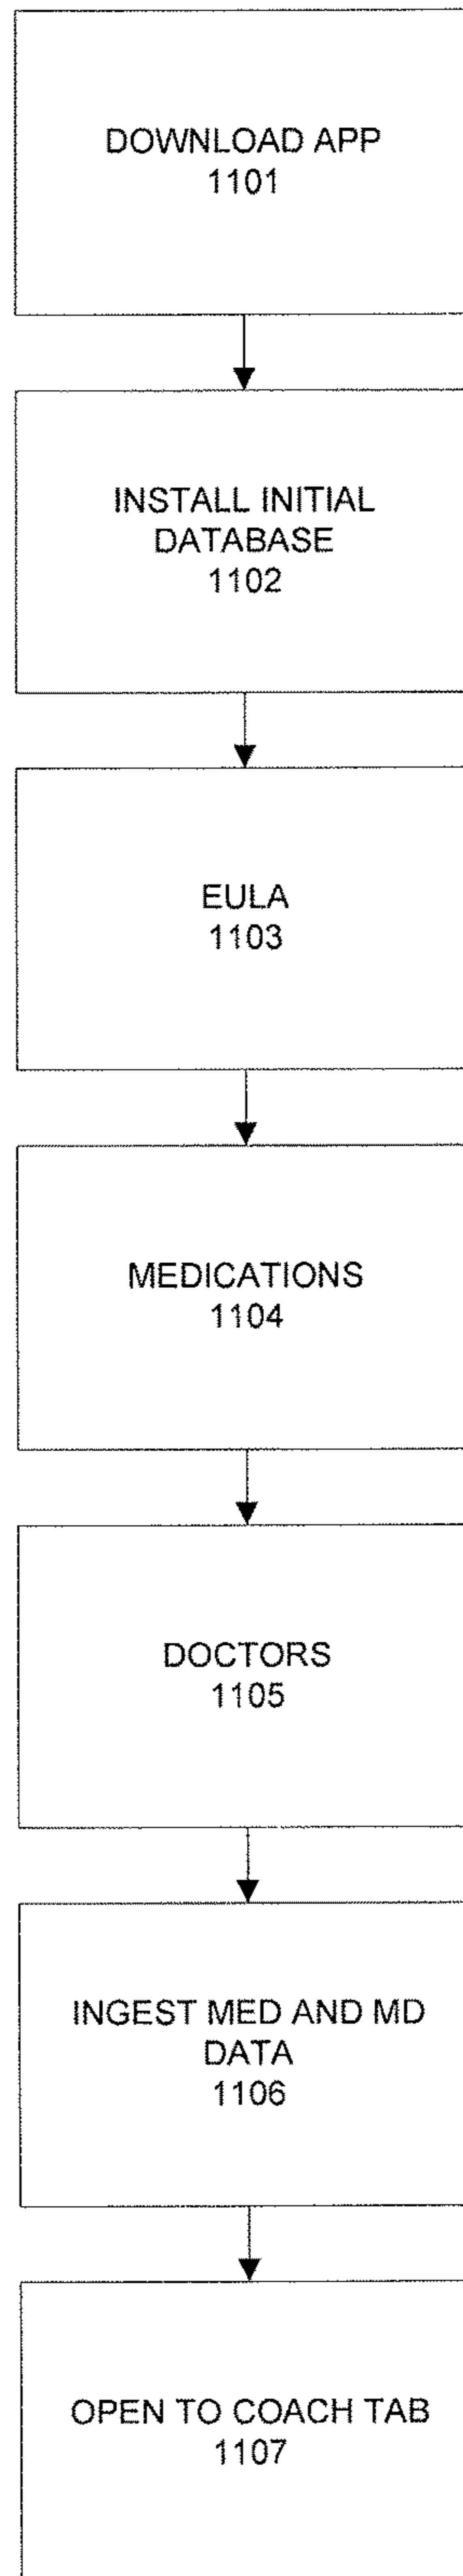 DOWNLOAD APP
1101
INSTALL INITIAL
DATABASE
1102
EULA
1103
MEDICATIONS
1104
DOCTORS
1105
INGEST MED AND MD
DATA
1106
OPEN TO COACH TAB
1107